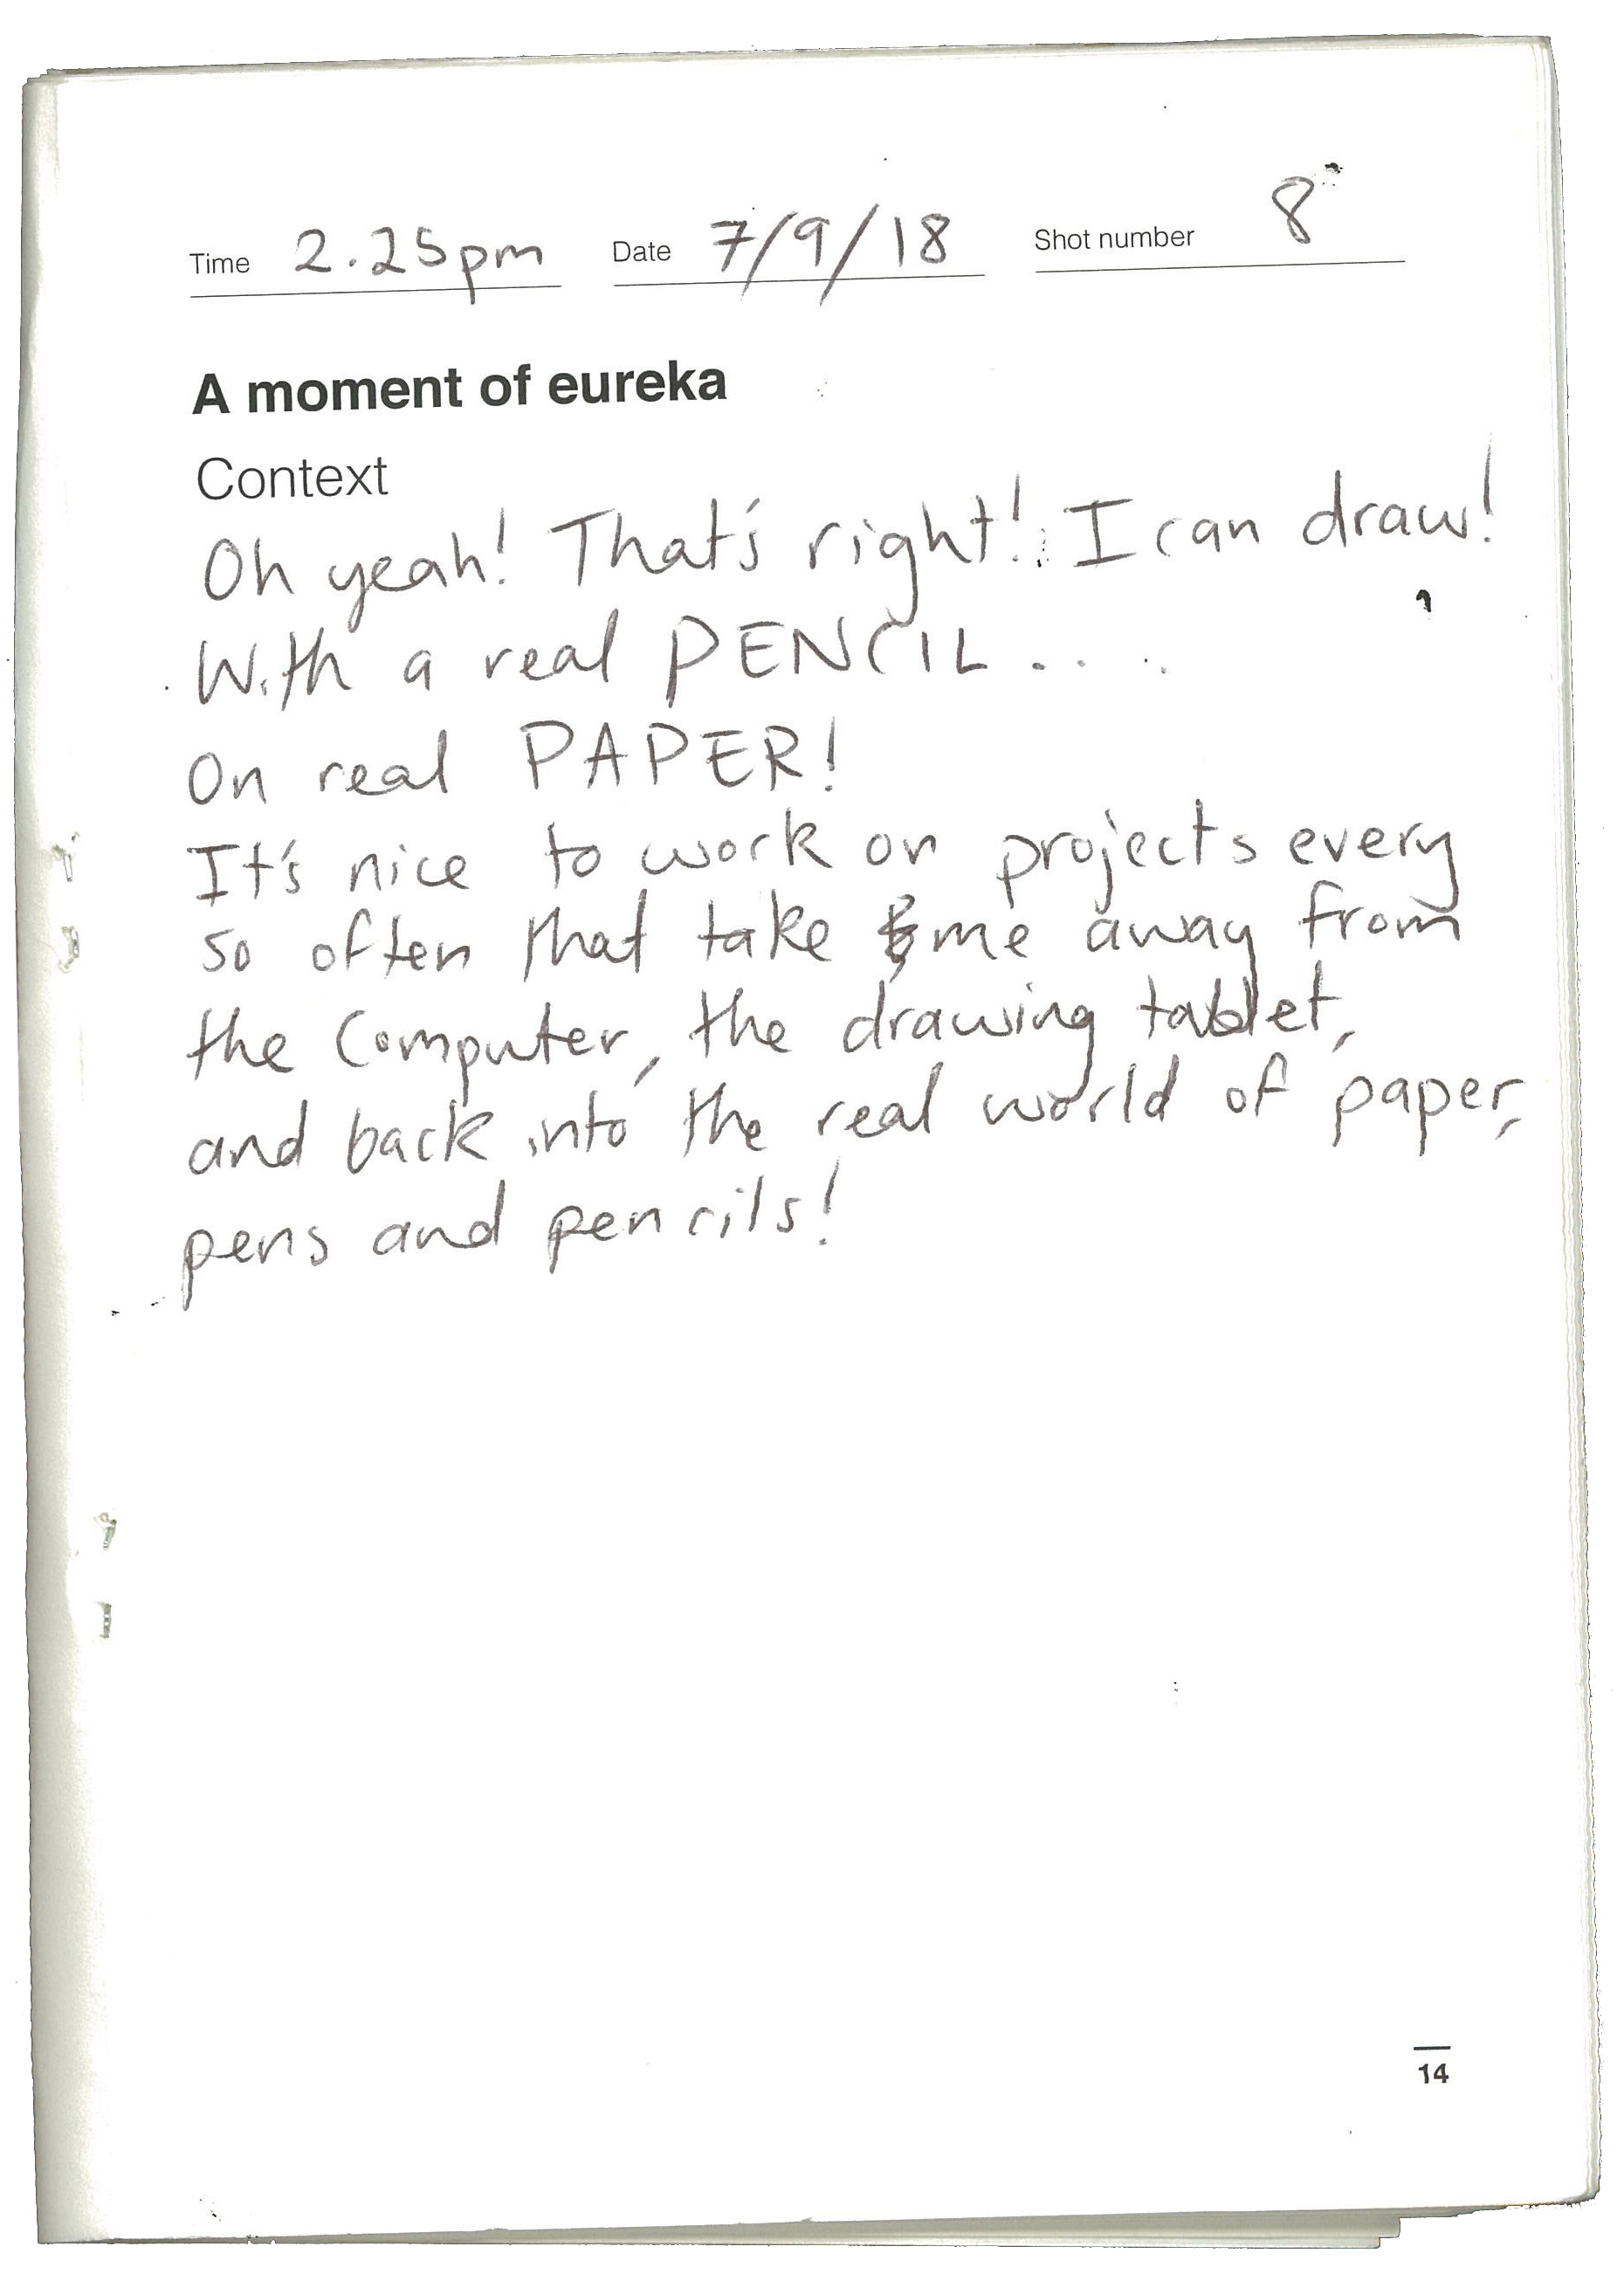 Time 2.25pm Date 7/9/18 Shot number 8
A moment of eureka
Context
Oh yeah! That's right! I can draw!
With a real PENCIL....
On real PAPER!
It's nice to work on projects every
so often that take me away from
the computer, the drawing tablet,
and back into the real world of paper,
pens and pencils!
14